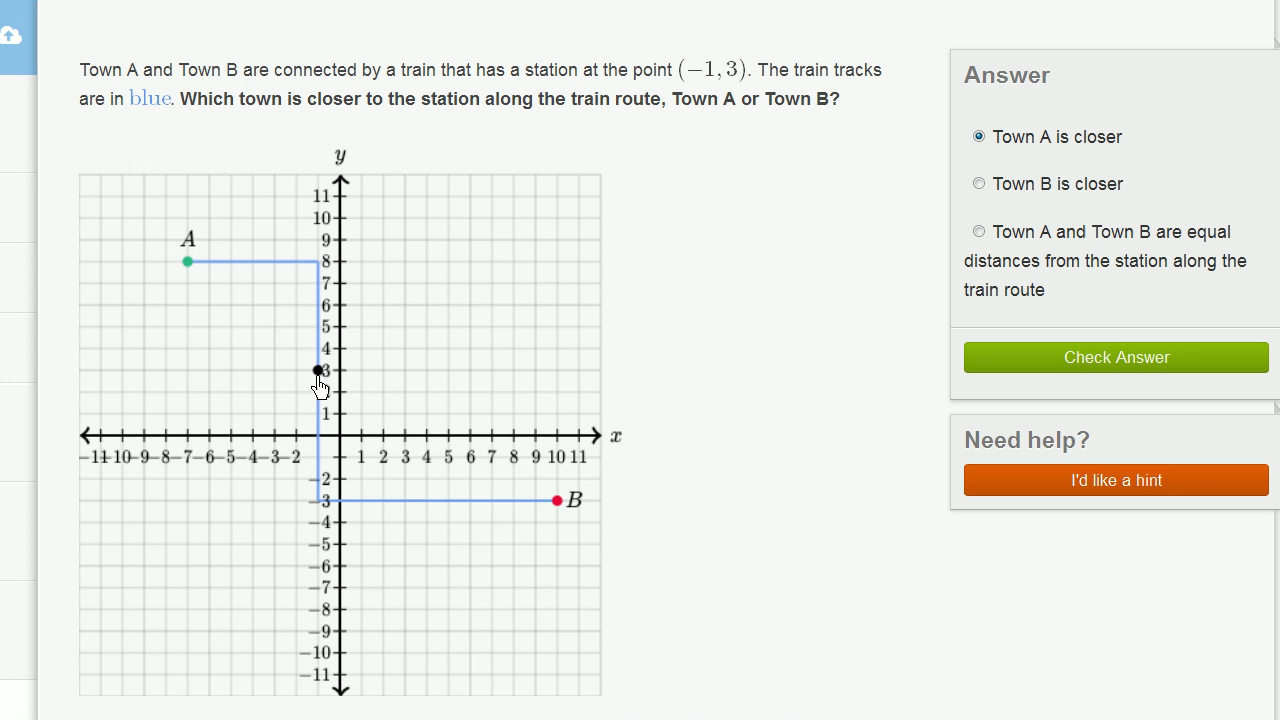 Town A and Town B are connected by a train that has a station at the point (−1, 3). The train tracks
are in blue. Which town is closer to the station along the train route, Town A or Town B?
Answer
Town A is closer
Town B is closer
Town A and Town B are equal
distances from the station along the
train route
Check Answer
Need help?
I'd like a hint
y
11
10
A
9
8
7
6
5
4
3
1
x
−11 −10 −9 −8 −7 −6 −5 −4 −3 −2 1 2 3 4 5 6 7 8 9 10 11
−2
−3
B
−4
−5
−6
−7
−8
−9
−10
−11